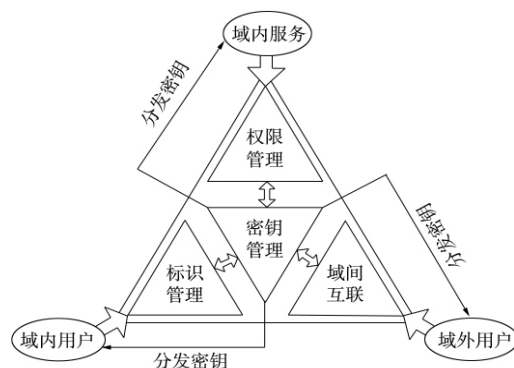 域内服务
分发密钥
权限
管理
分发密钥
密钥
管理
标识
管理
域间
互联
域内用户
域外用户
分发密钥